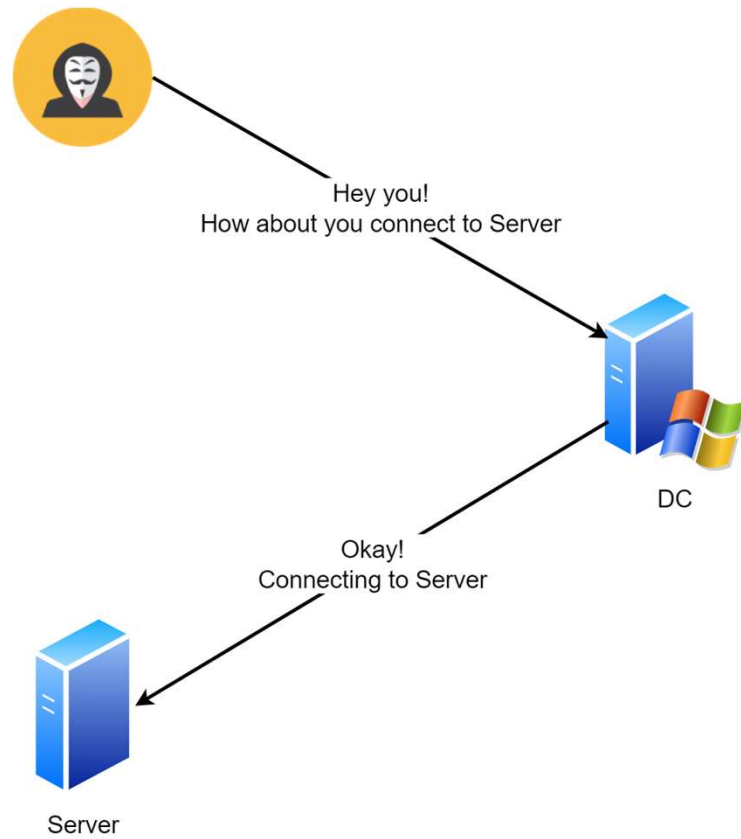 Hey you!
How about you connect to Server
DC
Okay!
Connecting to Server
Server